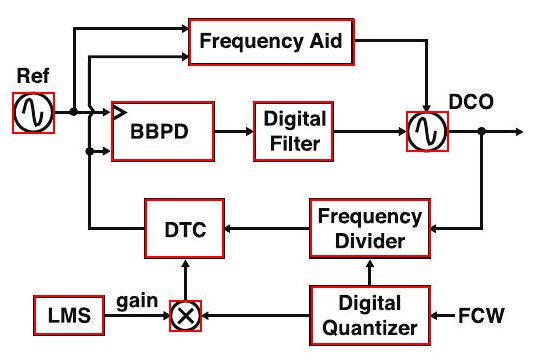 Frequency Aid
Ref
DCO
BBPD
Digital
Filter
DTC
Frequency
Divider
LMS
gain
Digital
Quantizer
FCW